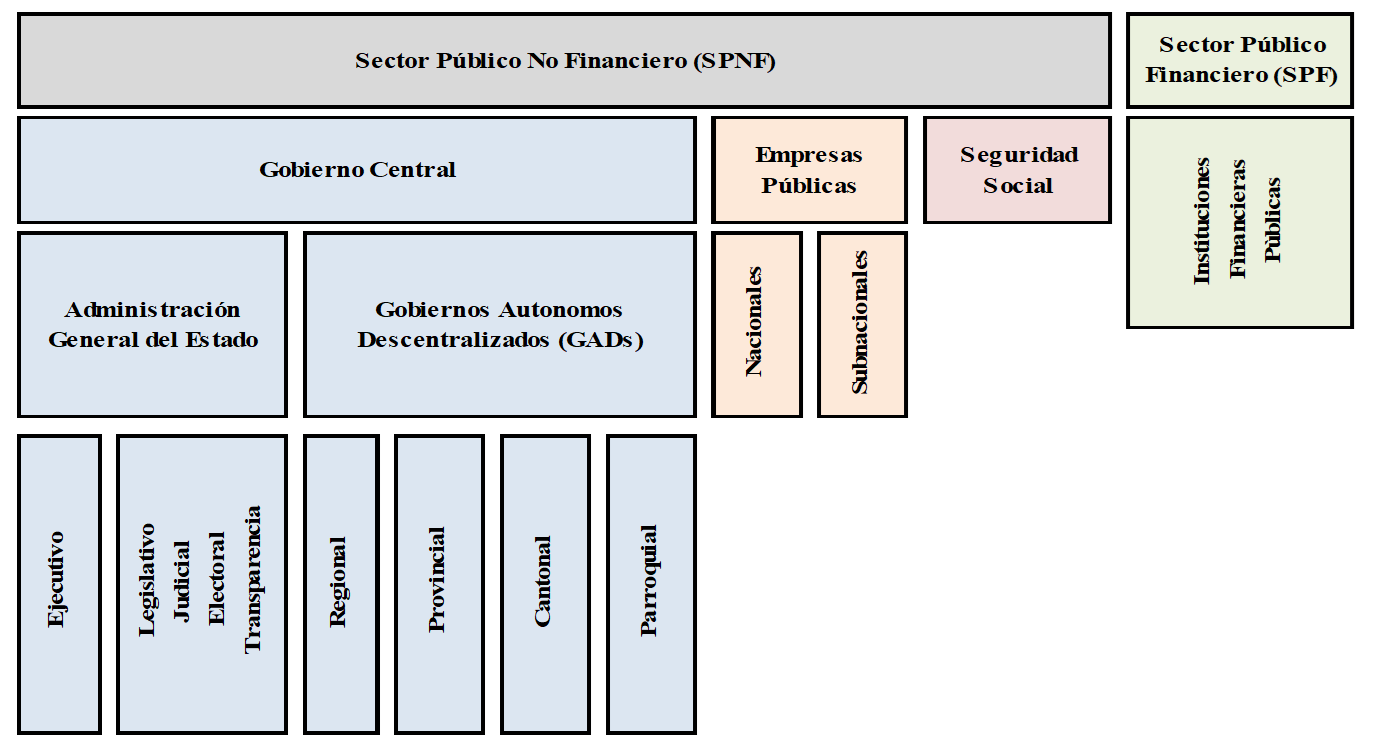 Sector Público No Financiero (SPNF)
Sector Público
Financiero (SPF)
Gobierno Central
Empresas
Públicas
Seguridad
Social
Instituciones
Financieras
Pùblicas
Administración
General del Estado
Gobiernos Autonomos
Descentralizados (GADs)
Nacionales
Subnacionales
Ejecutivo
Legislativo
Judicial
Electoral
Transparencia
Regional
Provincial
Cantonal
Parroquial